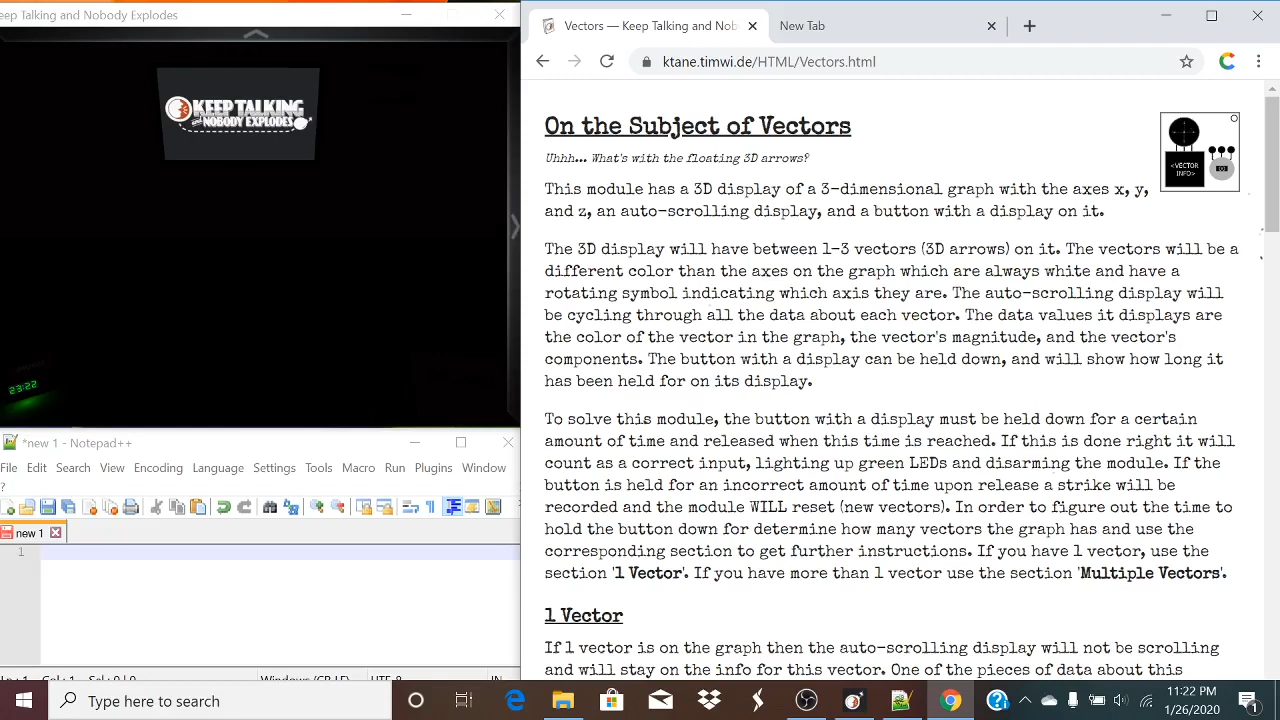 eep Talking and Nobody Explodes
KEEP TALKING
and NOBODY EXPLODES
23:22
*new 1 - Notepad++
File Edit Search View Encoding Language Settings Tools Macro Run Plugins Window
?
new 1
1
Windows (CR LF)
Vectors — Keep Talking and Nob
New Tab
ktane.timwi.de/HTML/Vectors.html
On the Subject of Vectors
Uhhh... What's with the floating 3D arrows?
<VECTOR
INFO>
This module has a 3D display of a 3-dimensional graph with the axes x, y,
and z, an auto-scrolling display, and a button with a display on it.
The 3D display will have between 1-3 vectors (3D arrows) on it. The vectors will be a
different color than the axes on the graph which are always white and have a
rotating symbol indicating which axis they are. The auto-scrolling display will
be cycling through all the data about each vector. The data values it displays are
the color of the vector in the graph, the vector's magnitude, and the vector's
components. The button with a display can be held down, and will show how long it
has been held for on its display.
To solve this module, the button with a display must be held down for a certain
amount of time and released when this time is reached. If this is done right it will
count as a correct input, lighting up green LEDs and disarming the module. If the
button is held for an incorrect amount of time upon release a strike will be
recorded and the module WILL reset (new vectors). In order to figure out the time to
hold the button down for determine how many vectors the graph has and use the
corresponding section to get further instructions. If you have 1 vector, use the
section '1 Vector'. If you have more than 1 vector use the section 'Multiple Vectors'.
1 Vector
If 1 vector is on the graph then the auto-scrolling display will not be scrolling
and will stay on the info for this vector. One of the pieces of data about this
Type here to search
11:22 PM
1/26/2020